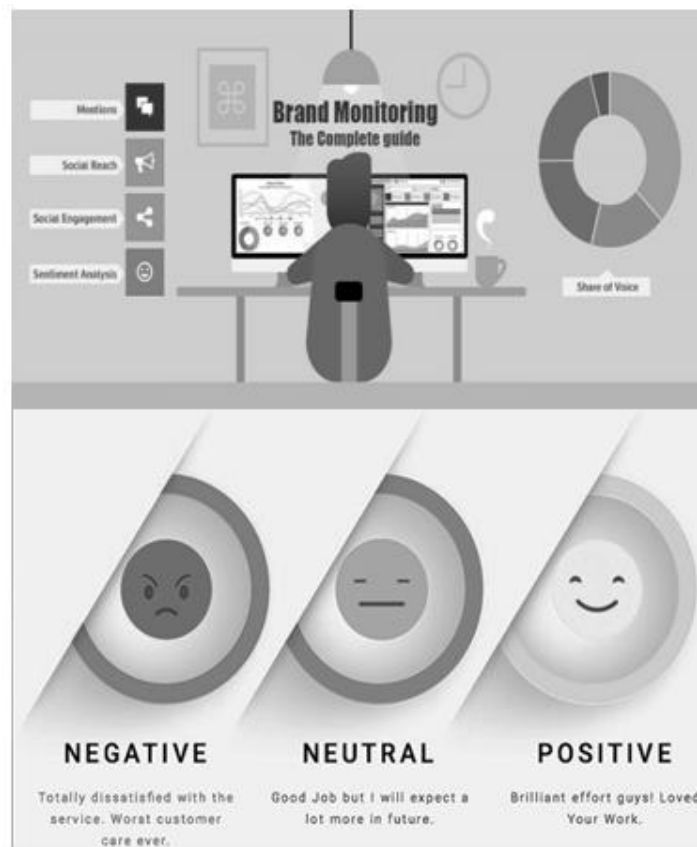 Brand Monitoring
The Complete guide
Mentions
Social Reach
Social Engagement
Sentiment Analysis
Share of Voice
NEGATIVE
Totally dissatisfied with the
service. Worst customer
care ever.
NEUTRAL
Good Job but I will expect a
lot more in future.
POSITIVE
Brilliant effort guys! Loved
Your Work.